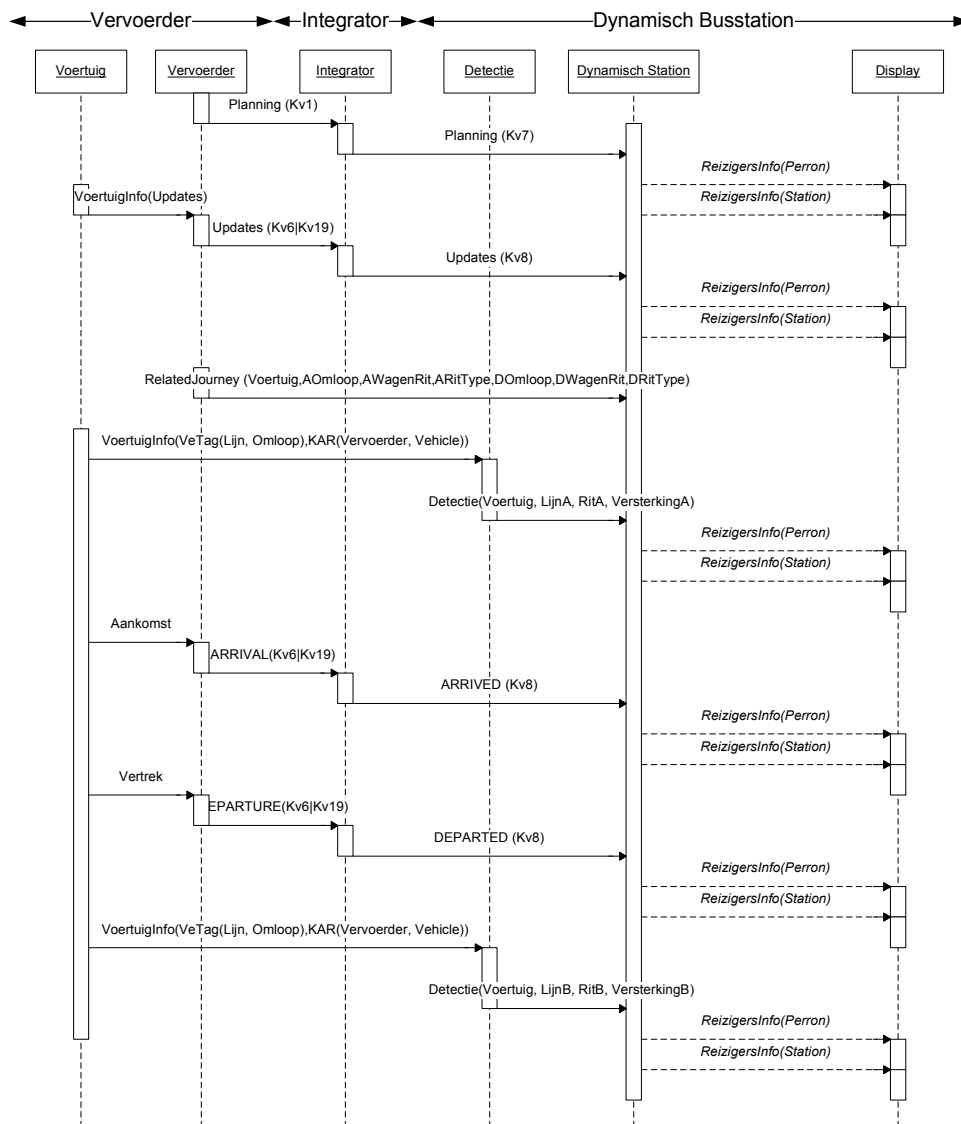 Vervoerder Integrator Dynamisch Busstation
Voertuig Vervoerder Integrator Detectie Dynamisch Station Display
Planning (Kv1)
Planning (Kv7)
ReizigersInfo(Perron)
VoertuigInfo(Updates)
ReizigersInfo(Station)
Updates (Kv6|Kv19)
Updates (Kv8)
ReizigersInfo(Perron)
ReizigersInfo(Station)
RelatedJourney (Voertuig,AOmloop,AWagenRit,ARitType,DOmloop,DWagenRit,DRitType)
VoertuigInfo(VeTag(Lijn, Omloop),KAR(Vervoerder, Vehicle))
Detectie(Voertuig, LijnA, RitA, VersterkingA)
ReizigersInfo(Perron)
ReizigersInfo(Station)
Aankomst
ARRIVAL(Kv6|Kv19)
ARRIVED (Kv8)
ReizigersInfo(Perron)
ReizigersInfo(Station)
Vertrek
EPARTURE(Kv6|Kv19)
DEPARTED (Kv8)
ReizigersInfo(Perron)
ReizigersInfo(Station)
VoertuigInfo(VeTag(Lijn, Omloop),KAR(Vervoerder, Vehicle))
Detectie(Voertuig, LijnB, RitB, VersterkingB)
ReizigersInfo(Perron)
ReizigersInfo(Station)